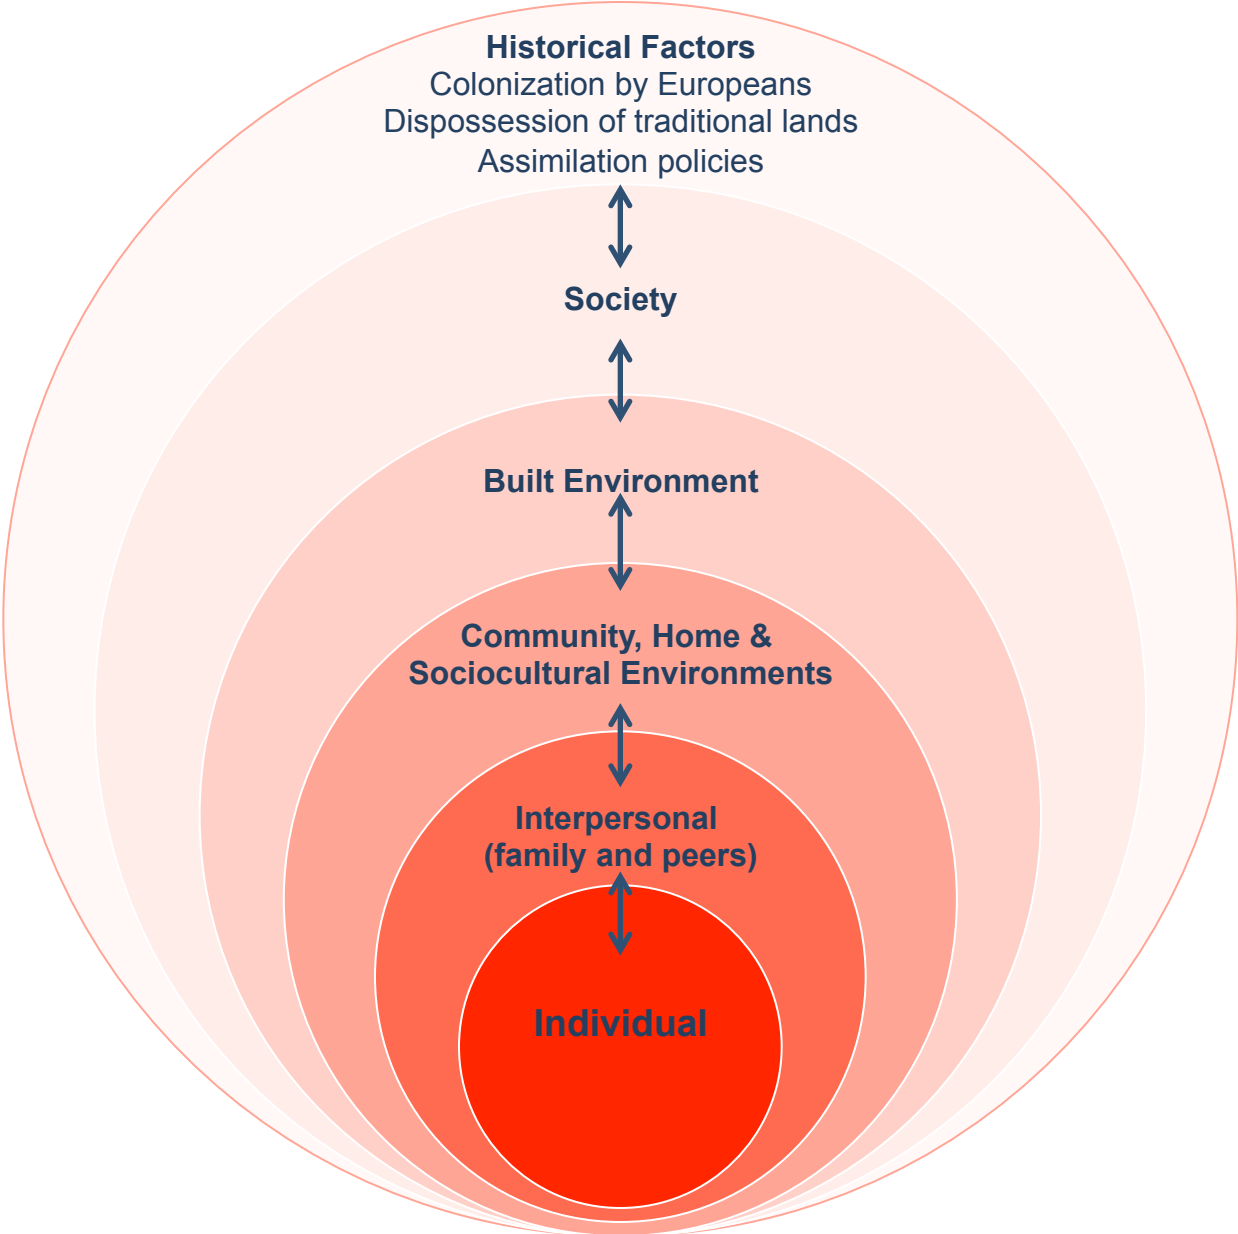 Historical Factors
Colonization by Europeans
Dispossession of traditional lands
Assimilation policies
Society
Built Environment
Community, Home &
Sociocultural Environments
Interpersonal
(family and peers)
Individual